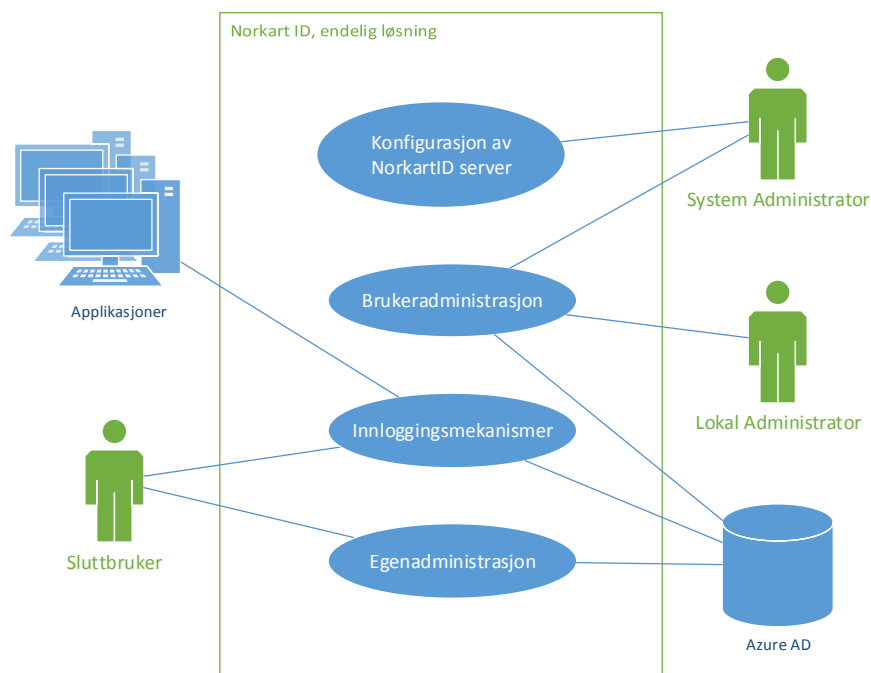 Norkart ID, endelig løsning
Konfigurasjon av
NorkartID server
System Administrator
Applikasjoner
Brukeradministrasjon
Lokal Administrator
Innloggingsmekanismer
Sluttbruker
Egenadministrasjon
Azure AD